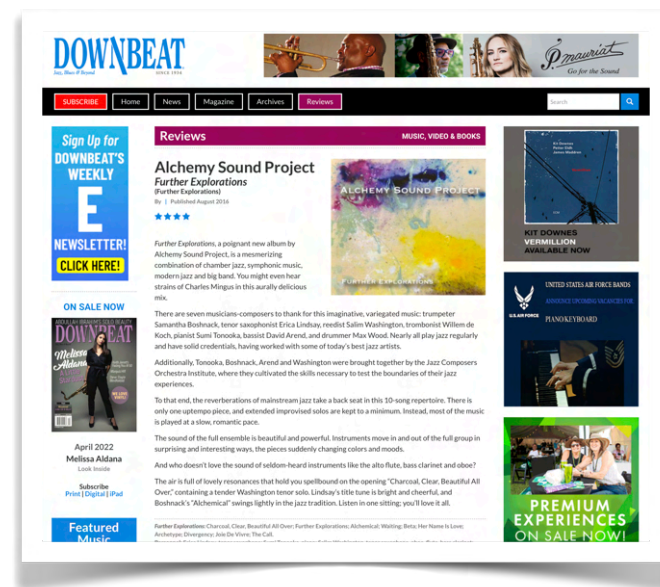 DOWNBEAT
Jazz, Blues & Beyond
SINCE 1934
P. mauriat
Go for the Sound
SUBSCRIBE
Home
News
Magazine
Archives
Reviews
Search
Sign Up for
DOWNBEAT'S
WEEKLY
E
NEWSLETTER!
CLICK HERE!
ON SALE NOW
DOWNBEAT
Melissa
Aldana
April 2022
Melissa Aldana
Look Inside
Subscribe
Print | Digital | iPad
Featured
Music
Reviews
MUSIC, VIDEO & BOOKS
Alchemy Sound Project
Further Explorations
(Further Explorations)
By | Published August 2016
ALCHEMY SOUND PROJECT
FURTHER EXPLORATIONS
Further Explorations, a poignant new album by
Alchemy Sound Project, is a mesmerizing
combination of chamber jazz, symphonic music,
modern jazz and big band. You might even hear
strains of Charles Mingus in this aurally delicious
mix.
There are seven musicians-composers to thank for this imaginative, variegated music: trumpeter
Samantha Boshnack, tenor saxophonist Erica Lindsay, reedist Salim Washington, trombonist Willem de
Koch, pianist Sumi Tonooka, bassist David Arend, and drummer Max Wood. Nearly all play jazz regularly
and have solid credentials, having worked with some of today's best jazz artists.
Additionally, Tonooka, Boshnack, Arend and Washington were brought together by the Jazz Composers
Orchestra Institute, where they cultivated the skills necessary to test the boundaries of their jazz
experiences.
To that end, the reverberations of mainstream jazz take a back seat in this 10-song repertoire. There is
only one uptempo piece, and extended improvised solos are kept to a minimum. Instead, most of the music
is played at a slow, romantic pace.
The sound of the full ensemble is beautiful and powerful. Instruments move in and out of the full group in
surprising and interesting ways, the pieces suddenly changing colors and moods.
And who doesn't love the sound of seldom-heard instruments like the alto flute, bass clarinet and oboe?
The air is full of lovely resonances that hold you spellbound on the opening "Charcoal, Clear, Beautiful All
Over," containing a tender Washington tenor solo. Lindsay's title tune is bright and cheerful, and
Boshnack's "Alchemical" swings lightly in the jazz tradition. Listen in one sitting; you'll love it all.
Further Explorations: Charcoal, Clear, Beautiful All Over; Further Explorations; Alchemical; Waiting; Beta; Her Name Is Love;
Archetype; Divergency; Joie De Vivre; The Call.
Kit Downes
Petter Eldh
James Maddren
KIT DOWNES
VERMILLION
AVAILABLE NOW
UNITED STATES AIR FORCE BANDS
U.S. AIR FORCE
ANNOUNCE UPCOMING VACANCIES FOR
PIANO/KEYBOARD
PREMIUM
EXPERIENCES
ON SALE NOW!